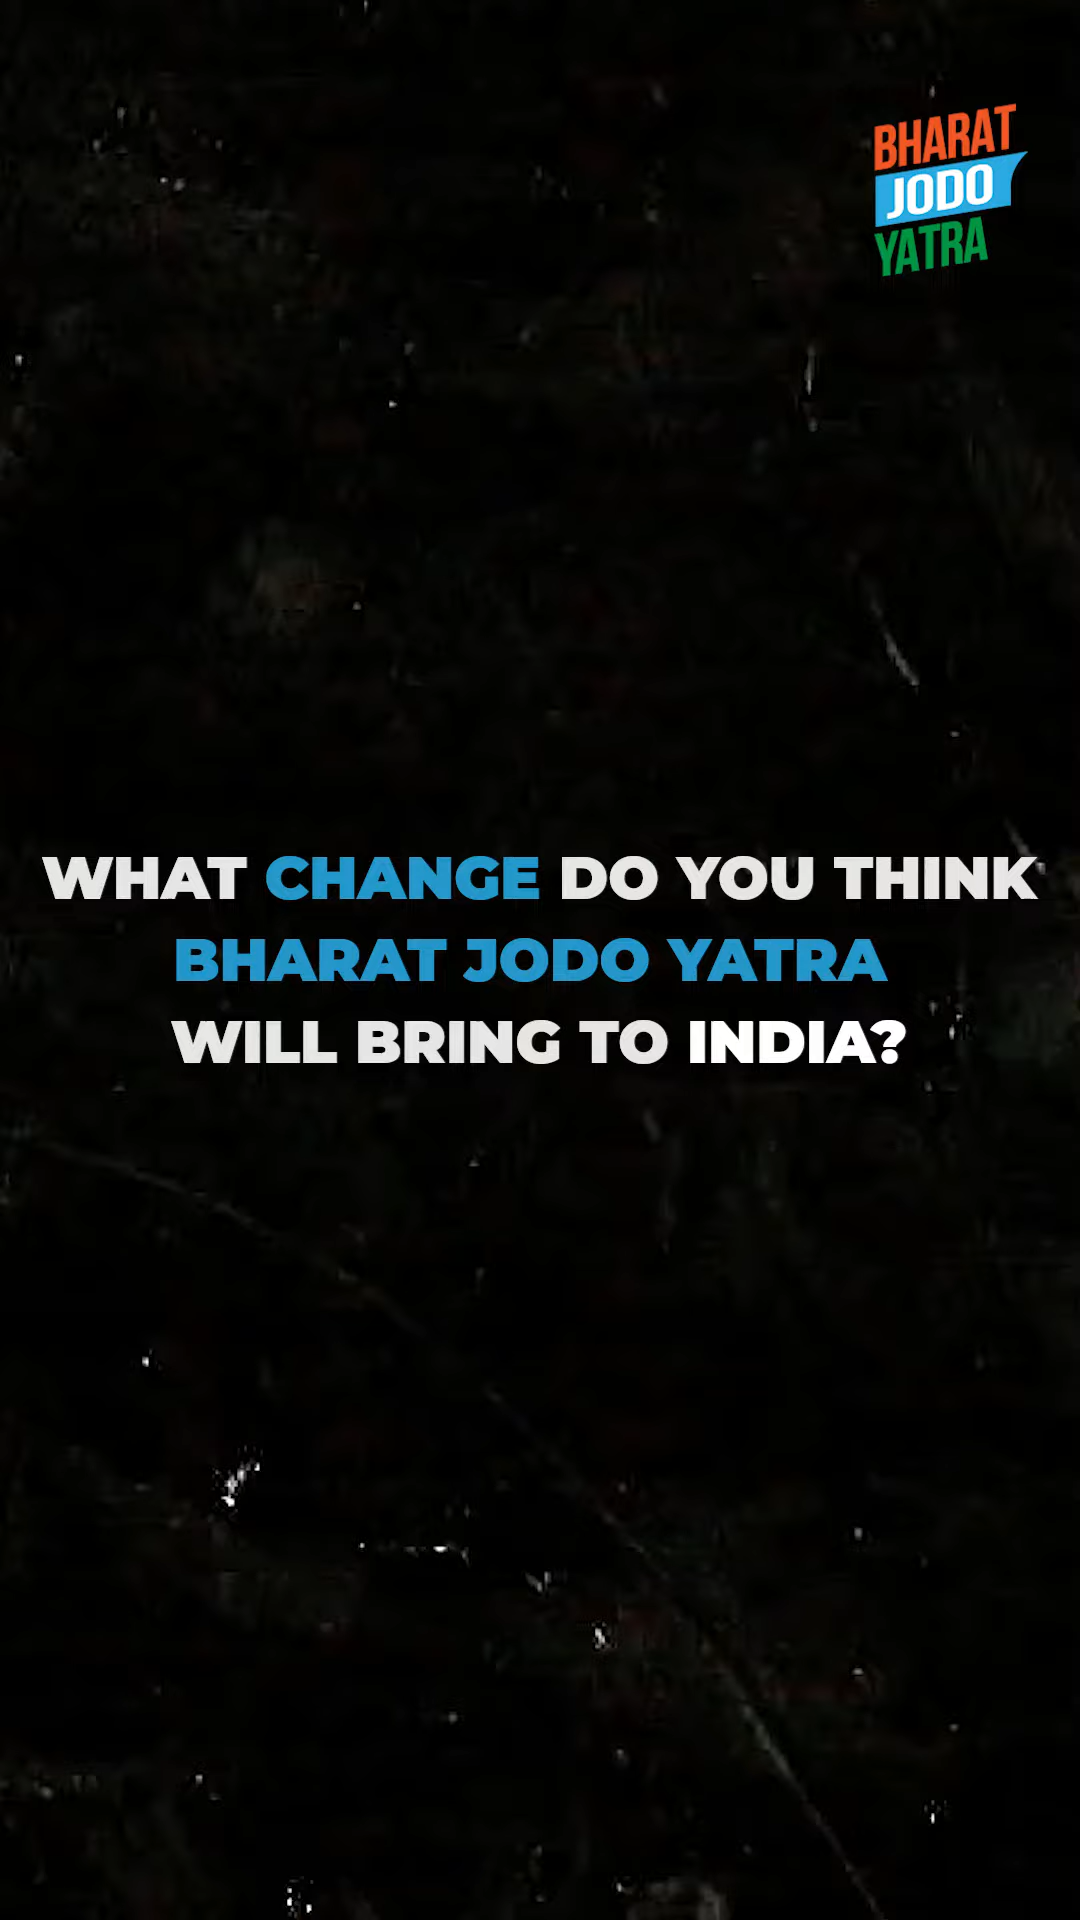 BHARAT
JODO
YATRA
WHAT CHANGE DO YOU THINK
BHARAT JODO YATRA
WILL BRING TO INDIA?